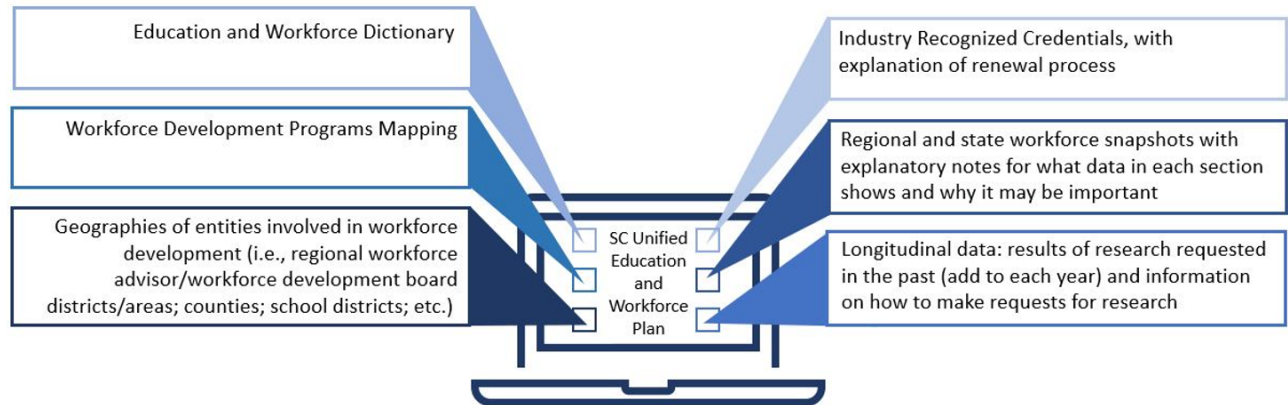 Education and Workforce Dictionary
Workforce Development Programs Mapping
Geographies of entities involved in workforce
development (i.e., regional workforce
advisor/workforce development board
districts/areas; counties; school districts; etc.)
SC Unified
Education
and
Workforce
Plan
Industry Recognized Credentials, with
explanation of renewal process
Regional and state workforce snapshots with
explanatory notes for what data in each section
shows and why it may be important
Longitudinal data: results of research requested
in the past (add to each year) and information
on how to make requests for research